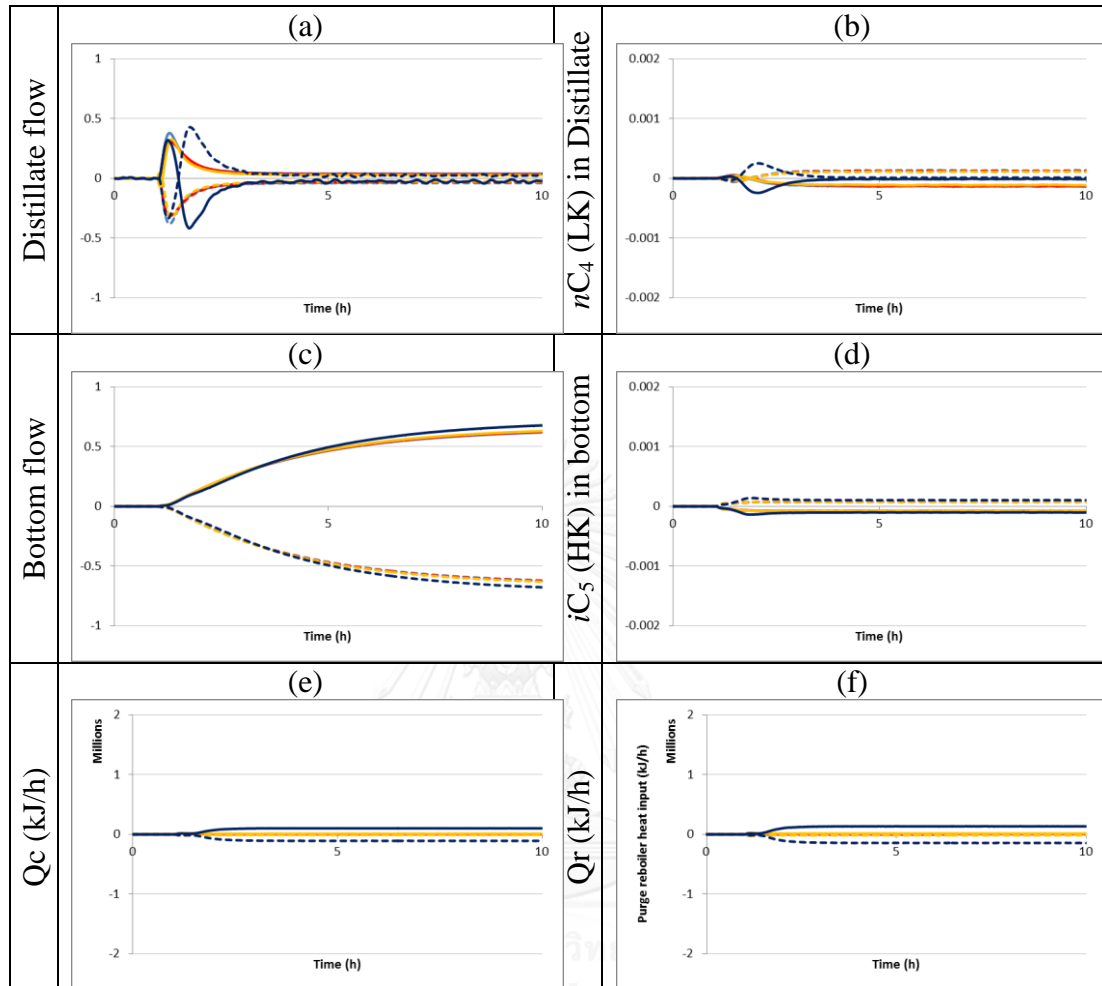 (a)
Distillate flow
1
0.5
0
-0.5
-1
0
5
10
Time (h)
(b)
nC4 (LK) in Distillate
0.002
0.001
0
-0.001
-0.002
0
5
10
Time (h)
(c)
Bottom flow
1
0.5
0
-0.5
-1
0
5
10
Time (h)
(d)
iC5 (HK) in bottom
0.002
0.001
0
-0.001
-0.002
0
5
10
Time (h)
(e)
Qc (kJ/h)
Millions
2
1
0
-1
-2
0
5
10
Time (h)
(f)
Qr (kJ/h)
Purge reboiler heat input (kJ/h)
Millions
2
1
0
-1
-2
0
5
10
Time (h)